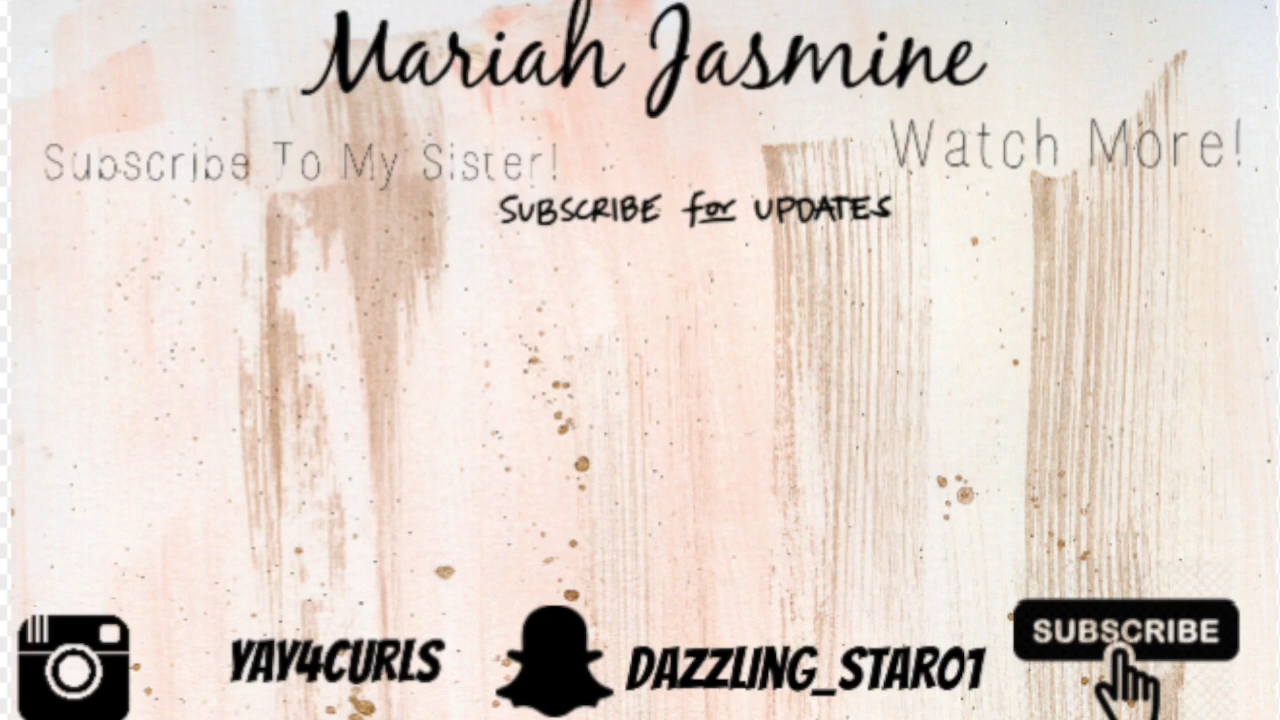 Mariah Jasmine
Subscribe To My Sister!
Watch More!
SUBSCRIBE for UPDATES
YAY4CURLS
DAZZLING_STAR01
SUBSCRIBE